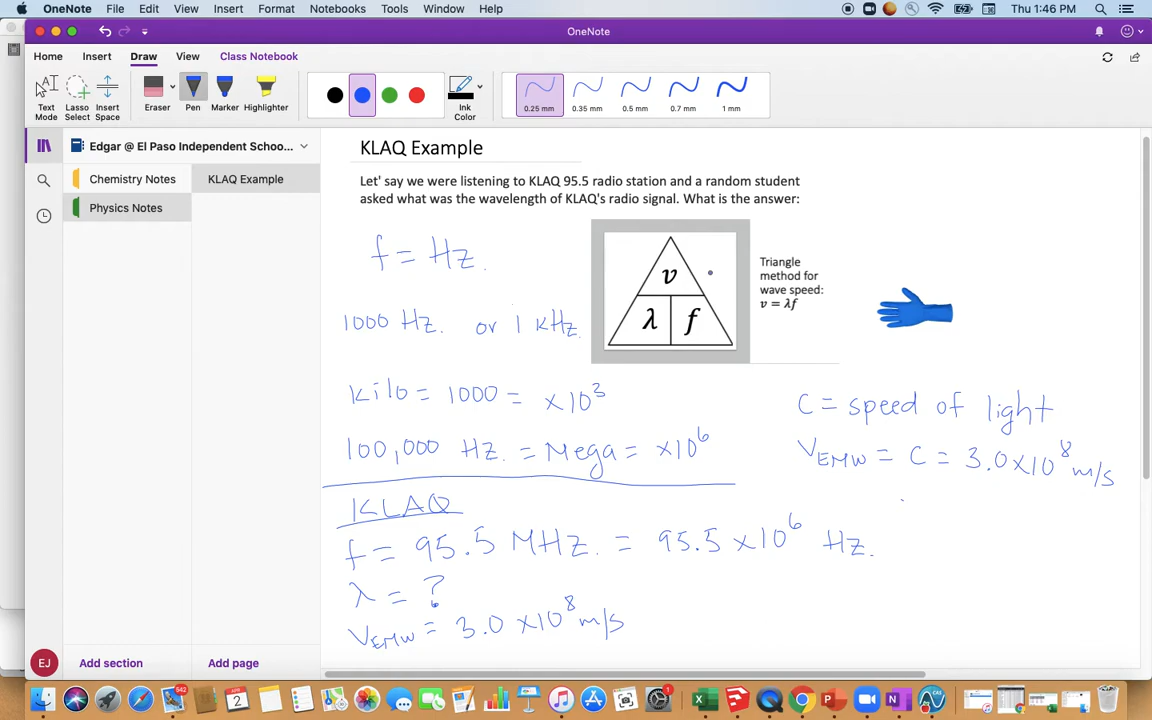 OneNote File Edit View Insert Format Notebooks Tools Window Help Thu 1:46 PM
OneNote
Home Insert Draw View Class Notebook
Text Mode Lasso Select Insert Space Eraser Pen Marker Highlighter Ink Color 0.25 mm 0.35 mm 0.5 mm 0.7 mm 1 mm
Edgar @ El Paso Independent Schoo...
Chemistry Notes
Physics Notes
KLAQ Example
KLAQ Example
Let' say we were listening to KLAQ 95.5 radio station and a random student
asked what was the wavelength of KLAQ's radio signal. What is the answer:
f = Hz.
1000 Hz. or 1 kHz.
v
λ f
Triangle
method for
wave speed:
v = λf
Kilo = 1000 = x10³
100,000 Hz. = Mega = x10⁶
C = speed of light
VEMW = C = 3.0x10⁸ m/s
KLAQ
f = 95.5 MHz. = 95.5 x10⁶ Hz.
λ = ?
VEMW = 3.0 x10⁸ m/s
EJ
Add section
Add page
542
APR
2
1